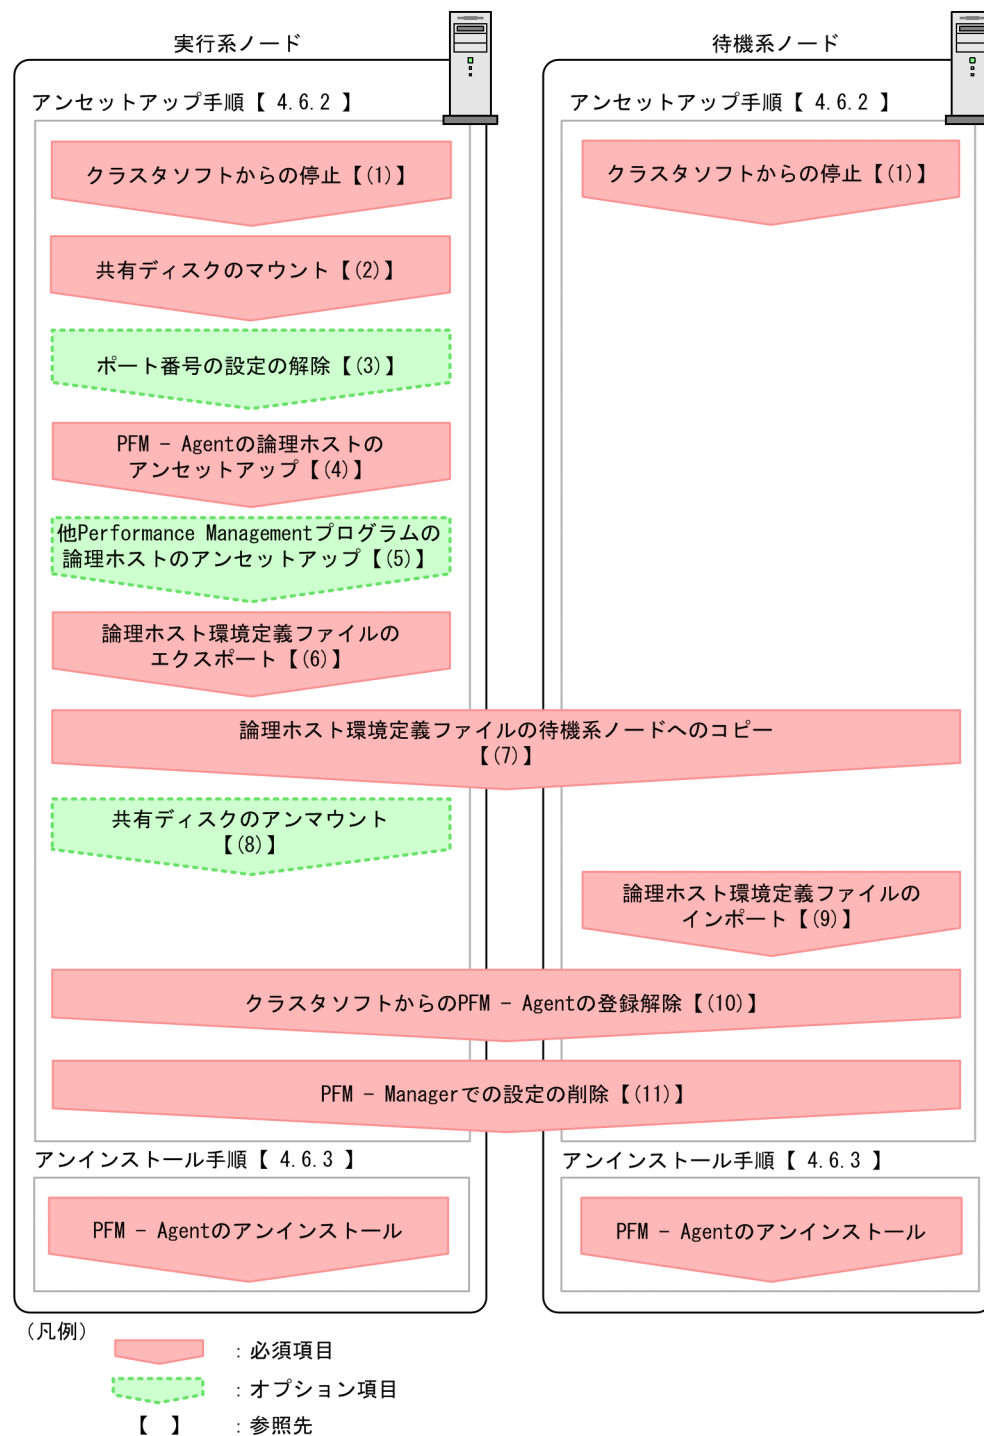 実行系ノード
待機系ノード
アンセットアップ手順【 4.6.2 】
アンセットアップ手順【 4.6.2 】
クラスタソフトからの停止【(1)】
クラスタソフトからの停止【(1)】
共有ディスクのマウント【(2)】
ポート番号の設定の解除【(3)】
PFM − Agentの論理ホストの
アンセットアップ【(4)】
他Performance Managementプログラムの
論理ホストのアンセットアップ【(5)】
論理ホスト環境定義ファイルの
エクスポート【(6)】
論理ホスト環境定義ファイルの待機系ノードへのコピー
【(7)】
共有ディスクのアンマウント
【(8)】
論理ホスト環境定義ファイルの
インポート【(9)】
クラスタソフトからのPFM − Agentの登録解除【(10)】
PFM − Managerでの設定の削除【(11)】
アンインストール手順【 4.6.3 】
アンインストール手順【 4.6.3 】
PFM − Agentのアンインストール
PFM − Agentのアンインストール
(凡例)
：必須項目
：オプション項目
【 】 ：参照先